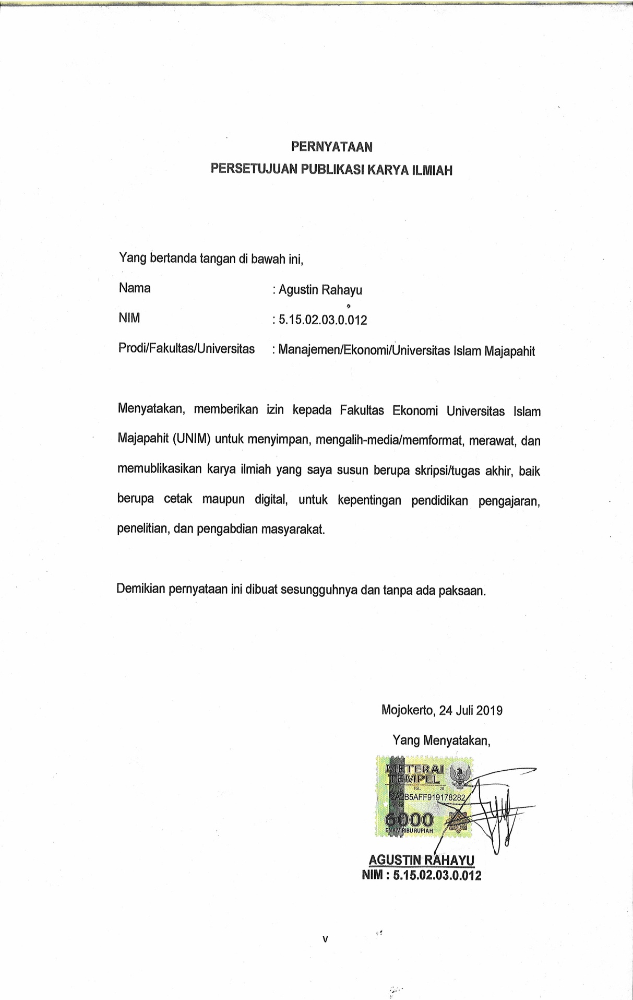 PERNYATAAN
PERSETUJUAN PUBLIKASI KARYA ILMIAH
Yang bertanda tangan di bawah ini,
Nama : Agustin Rahayu
NIM : 5.15.02.03.0.012
Prodi/Fakultas/Universitas : Manajemen/Ekonomi/Universitas Islam Majapahit
Menyatakan, memberikan izin kepada Fakultas Ekonomi Universitas Islam
Majapahit (UNIM) untuk menyimpan, mengalih-media/memformat, merawat, dan
memublikasikan karya ilmiah yang saya susun berupa skripsi/tugas akhir, baik
berupa cetak maupun digital, untuk kepentingan pendidikan pengajaran,
penelitian, dan pengabdian masyarakat.
Demikian pernyataan ini dibuat sesungguhnya dan tanpa ada paksaan.
Mojokerto, 24 Juli 2019
Yang Menyatakan,
METERAI
TEMPEL
TGL. 20
2A2B5AFF919178282
6000
ENAM RIBU RUPIAH
AGUSTIN RAHAYU
NIM : 5.15.02.03.0.012
v